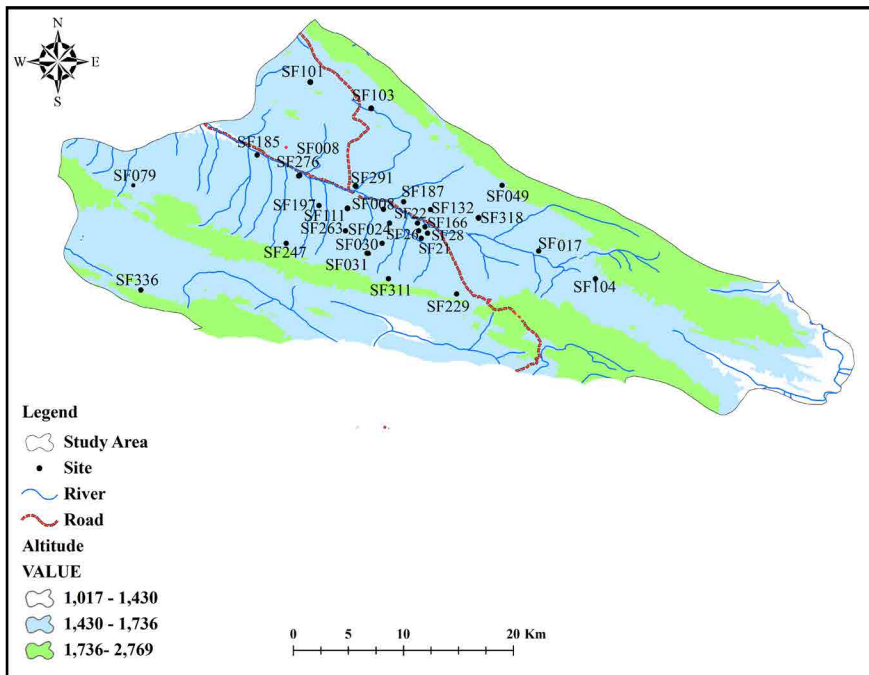 N
W E
S
SF101
SF103
SF185
SF008
SF276
SF079
SF291
SF049
SF187
SF197
SF008
SF132
SF111
SF22
SF318
SF263
SF024
SF166
SF26
SF28
SF247
SF030
SF21
SF017
SF031
SF336
SF311
SF104
SF229
Legend
Study Area
Site
River
Road
Altitude
VALUE
1,017 - 1,430
1,430 - 1,736
1,736- 2,769
0 5 10 20 Km